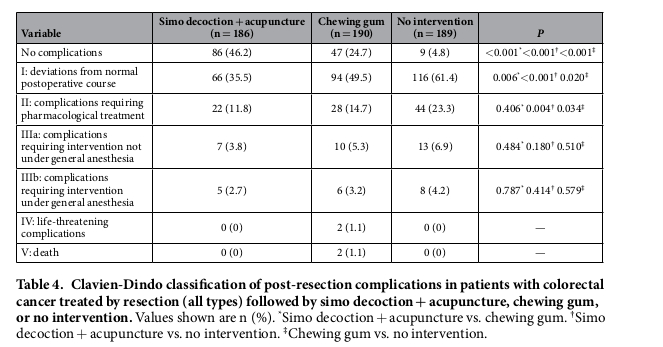 Variable | Simo decoction + acupuncture (n = 186) | Chewing gum (n = 190) | No intervention (n = 189) | P
No complications | 86 (46.2) | 47 (24.7) | 9 (4.8) | <0.001* <0.001† <0.001‡
I: deviations from normal postoperative course | 66 (35.5) | 94 (49.5) | 116 (61.4) | 0.006* <0.001† 0.020‡
II: complications requiring pharmacological treatment | 22 (11.8) | 28 (14.7) | 44 (23.3) | 0.406* 0.004† 0.034‡
IIIa: complications requiring intervention not under general anesthesia | 7 (3.8) | 10 (5.3) | 13 (6.9) | 0.484* 0.180† 0.510‡
IIIb: complications requiring intervention under general anesthesia | 5 (2.7) | 6 (3.2) | 8 (4.2) | 0.787* 0.414† 0.579‡
IV: life-threatening complications | 0 (0) | 2 (1.1) | 0 (0) | —
V: death | 0 (0) | 2 (1.1) | 0 (0) | —
Table 4. Clavien-Dindo classification of post-resection complications in patients with colorectal
cancer treated by resection (all types) followed by simo decoction + acupuncture, chewing gum,
or no intervention. Values shown are n (%). *Simo decoction + acupuncture vs. chewing gum. †Simo
decoction + acupuncture vs. no intervention. ‡Chewing gum vs. no intervention.